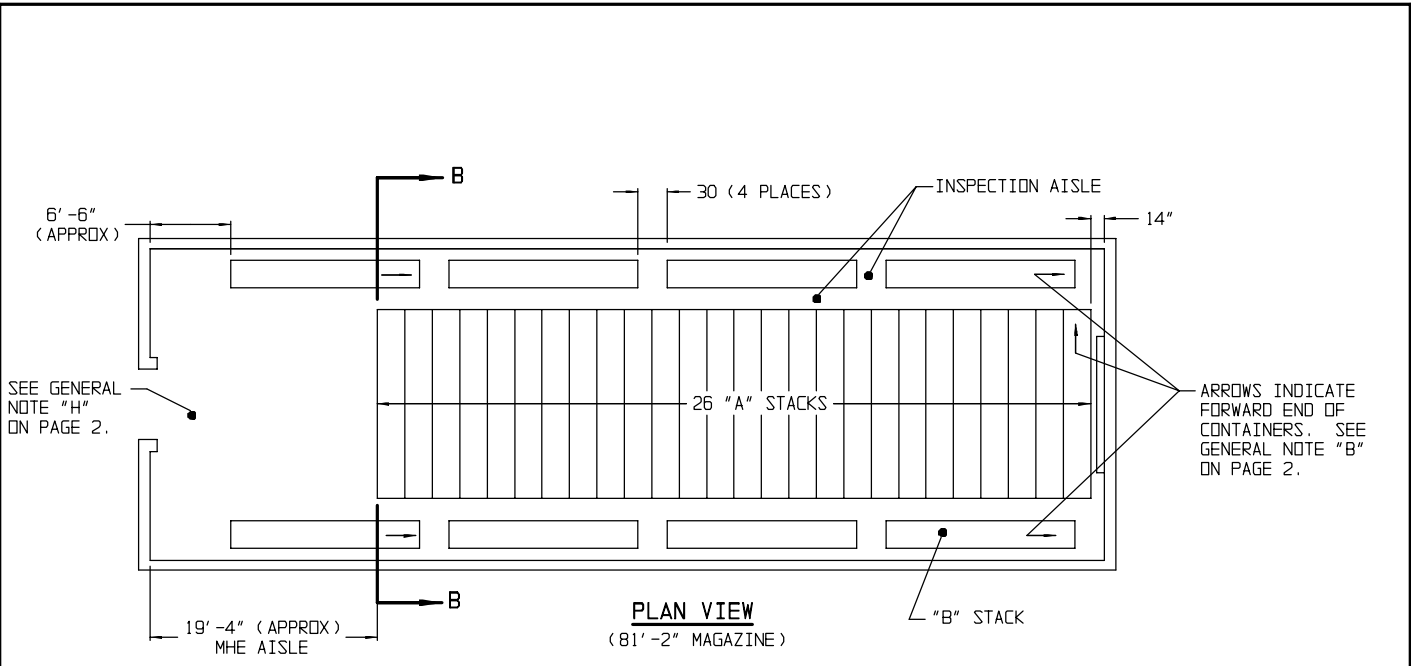 B
30 (4 PLACES)
INSPECTION AISLE
6'-6"
(APPROX)
14"
SEE GENERAL
NOTE "H"
ON PAGE 2.
26 "A" STACKS
ARROWS INDICATE
FORWARD END OF
CONTAINERS. SEE
GENERAL NOTE "B"
ON PAGE 2.
B
19'-4" (APPROX)
MHE AISLE
PLAN VIEW
(81'-2" MAGAZINE)
"B" STACK